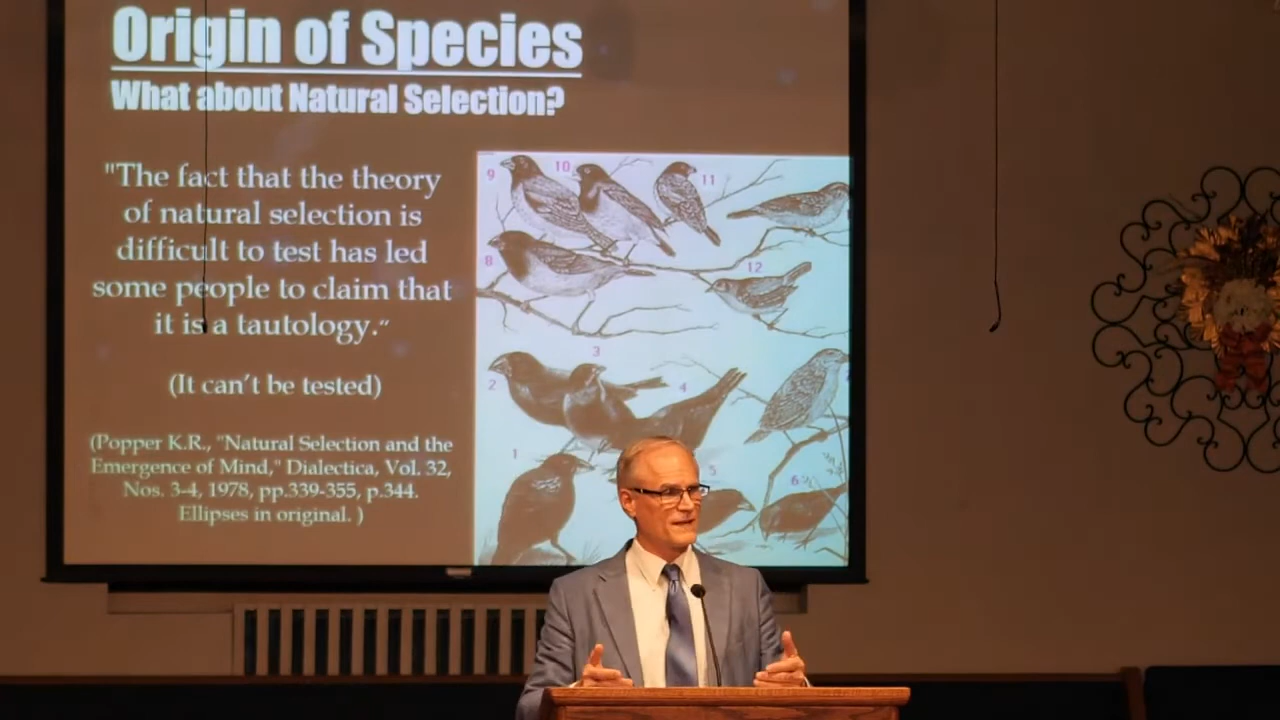 Origin of Species
What about Natural Selection?
"The fact that the theory
of natural selection is
difficult to test has led
some people to claim that
it is a tautology.“
(It can't be tested)
(Popper K.R., "Natural Selection and the
Emergence of Mind," Dialectica, Vol. 32,
Nos. 3-4, 1978, pp.339-355, p.344.
Ellipses in original. )
9
10
11
8
12
3
2
4
1
5
6